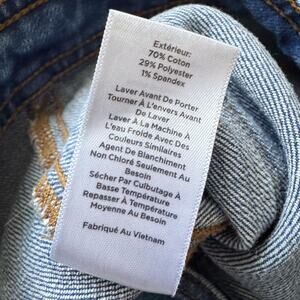 Extérieur:
70% Coton
29% Polyester
1% Spandex
Laver Avant De Porter
Tourner À L'envers Avant
De Laver
Laver À La Machine À
L'eau Froide Avec Des
Couleurs Similaires
Agent De Blanchiment
Non Chloré Seulement Au
Besoin
Sécher Par Culbutage À
Basse Température
Repasser À Température
Moyenne Au Besoin
Fabriqué Au Vietnam